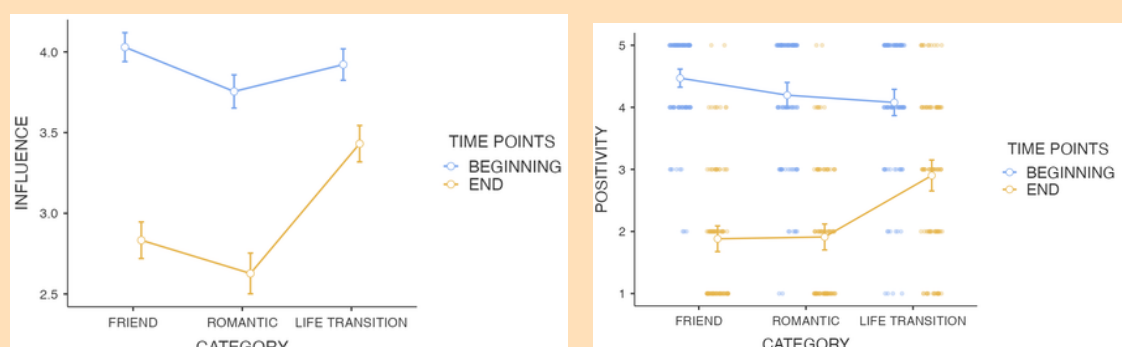 4.0
3.5
3.0
2.5
INFLUENCE
FRIEND ROMANTIC LIFE TRANSITION
CATEGORY
TIME POINTS
BEGINNING
END
5
4
3
2
1
POSITIVITY
FRIEND ROMANTIC LIFE TRANSITION
CATEGORY
TIME POINTS
BEGINNING
END